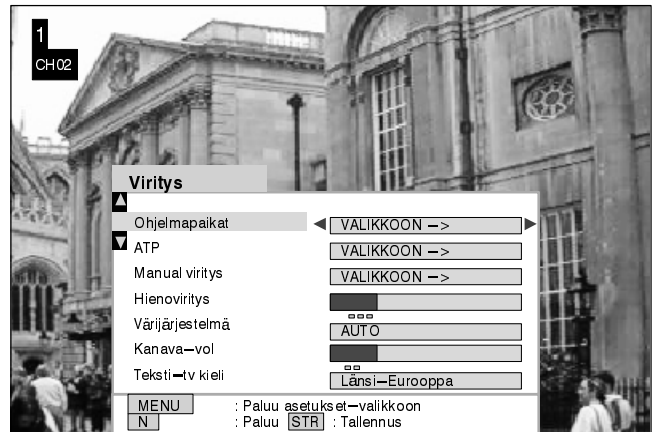 1
CH02
Viritys
Ohjelmapaikat VALIKKOON –>
ATP VALIKKOON –>
Manual viritys VALIKKOON –>
Hienoviritys
Värijärjestelmä AUTO
Kanava–vol
Teksti–tv kieli Länsi–Eurooppa
MENU : Paluu asetukset–valikkoon
N : Paluu STR : Tallennus